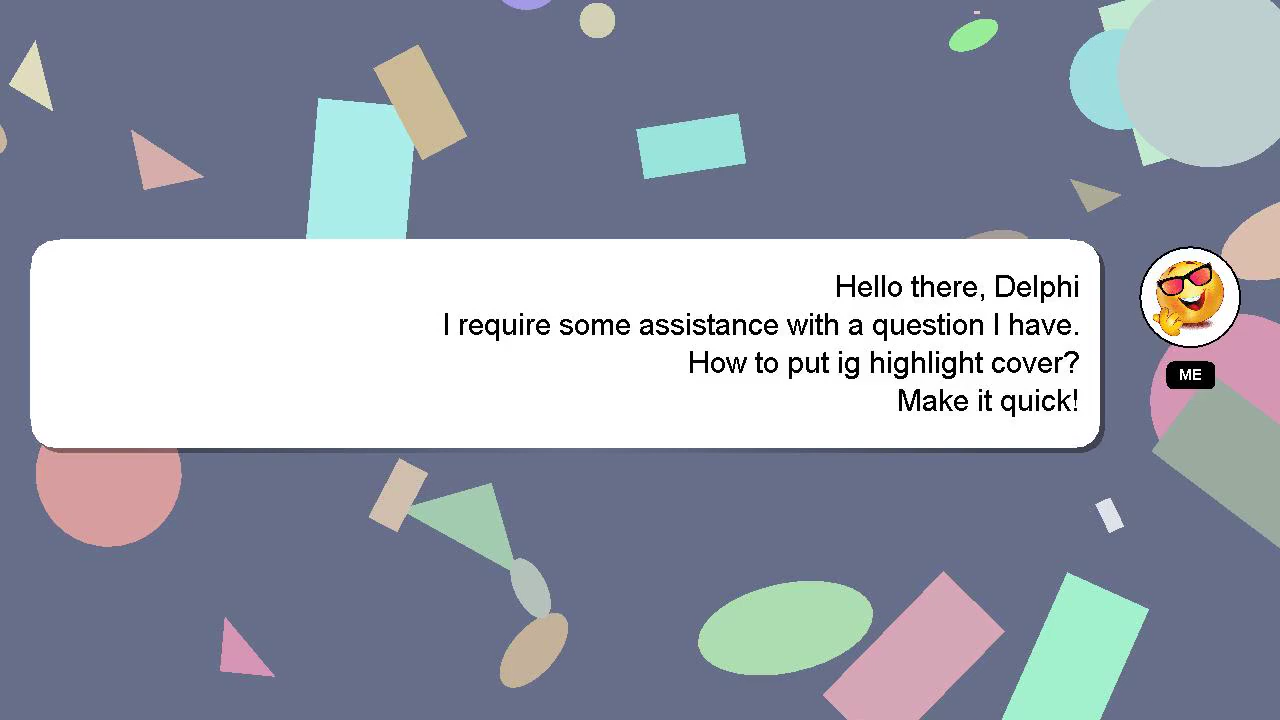 Hello there, Delphi
I require some assistance with a question I have.
How to put ig highlight cover?
Make it quick!
ME